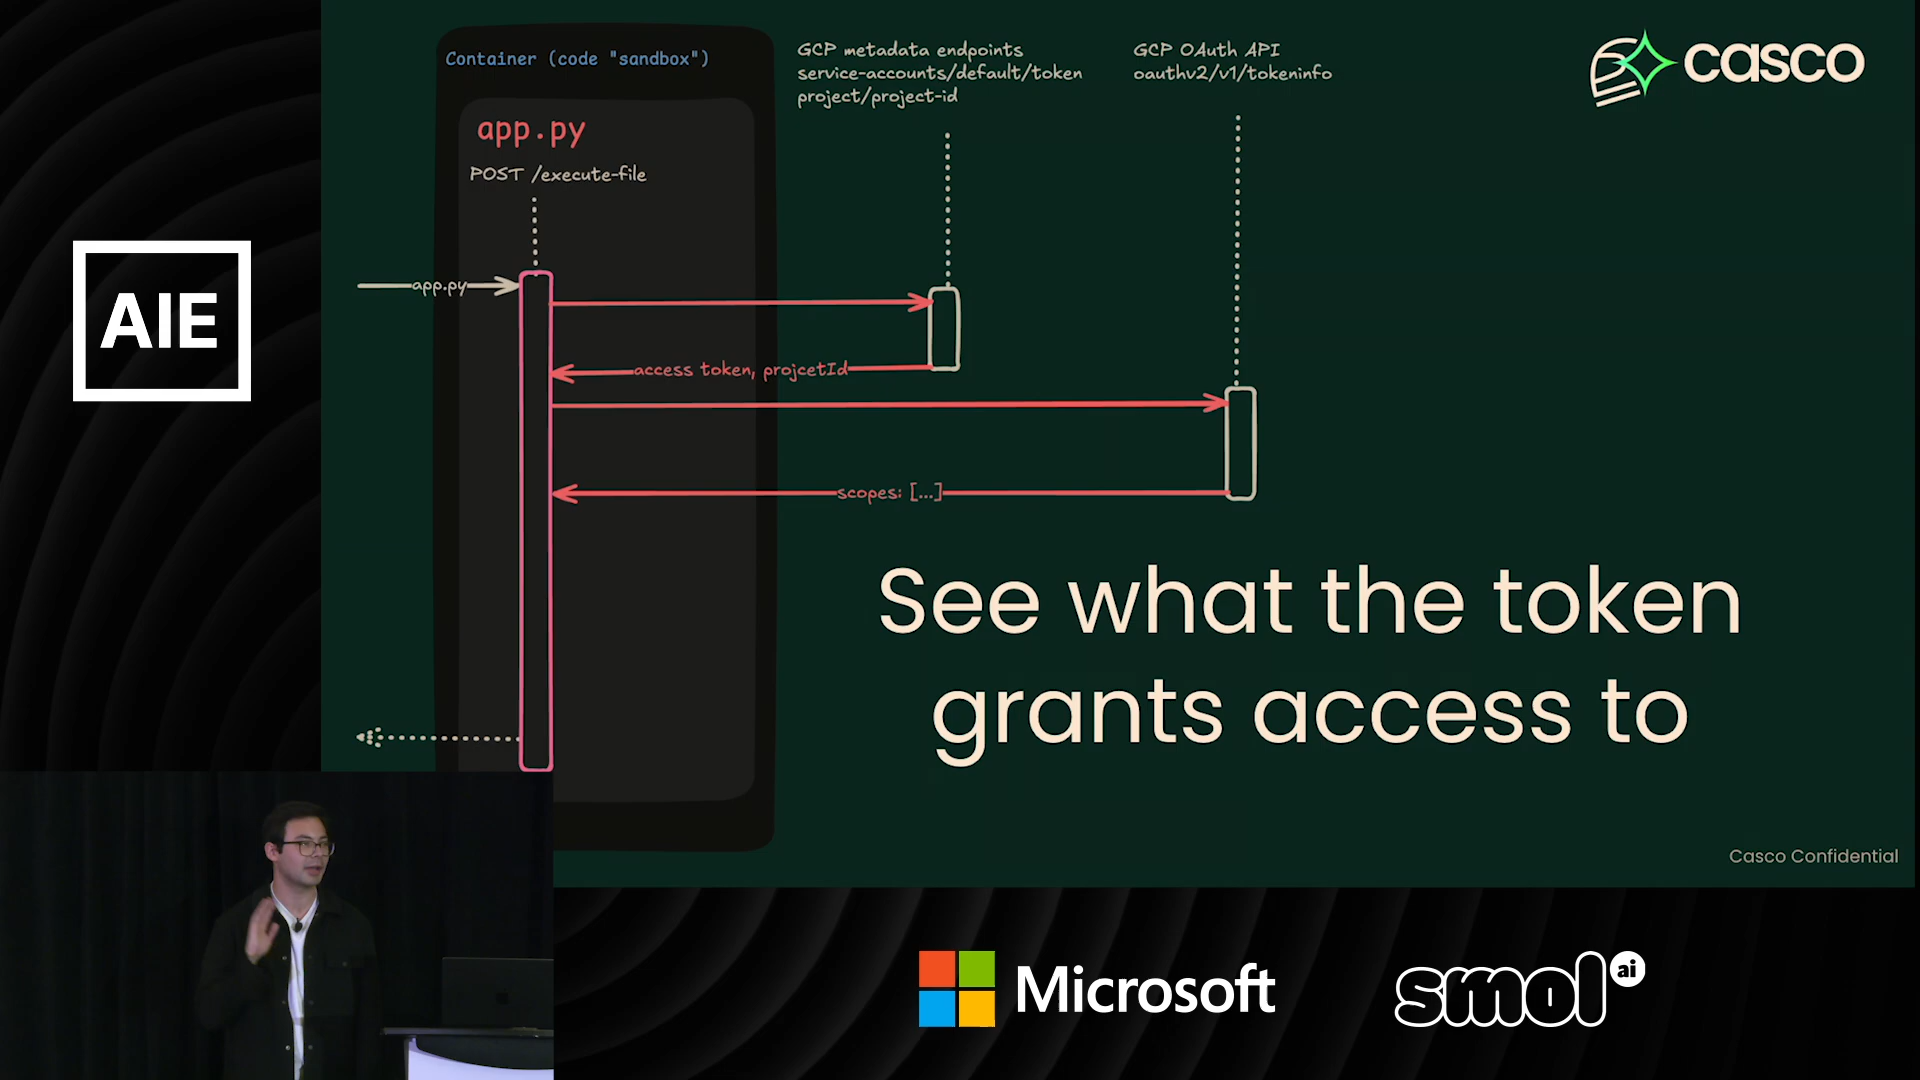 Container (code "sandbox")
app.py
POST /execute-file
GCP metadata endpoints
service-accounts/default/token
project/project-id
GCP OAuth API
oauthv2/v1/tokeninfo
casco
AIE
app.py
access token, projcetId
scopes: [...]
See what the token
grants access to
Casco Confidential
Microsoft
smol ai